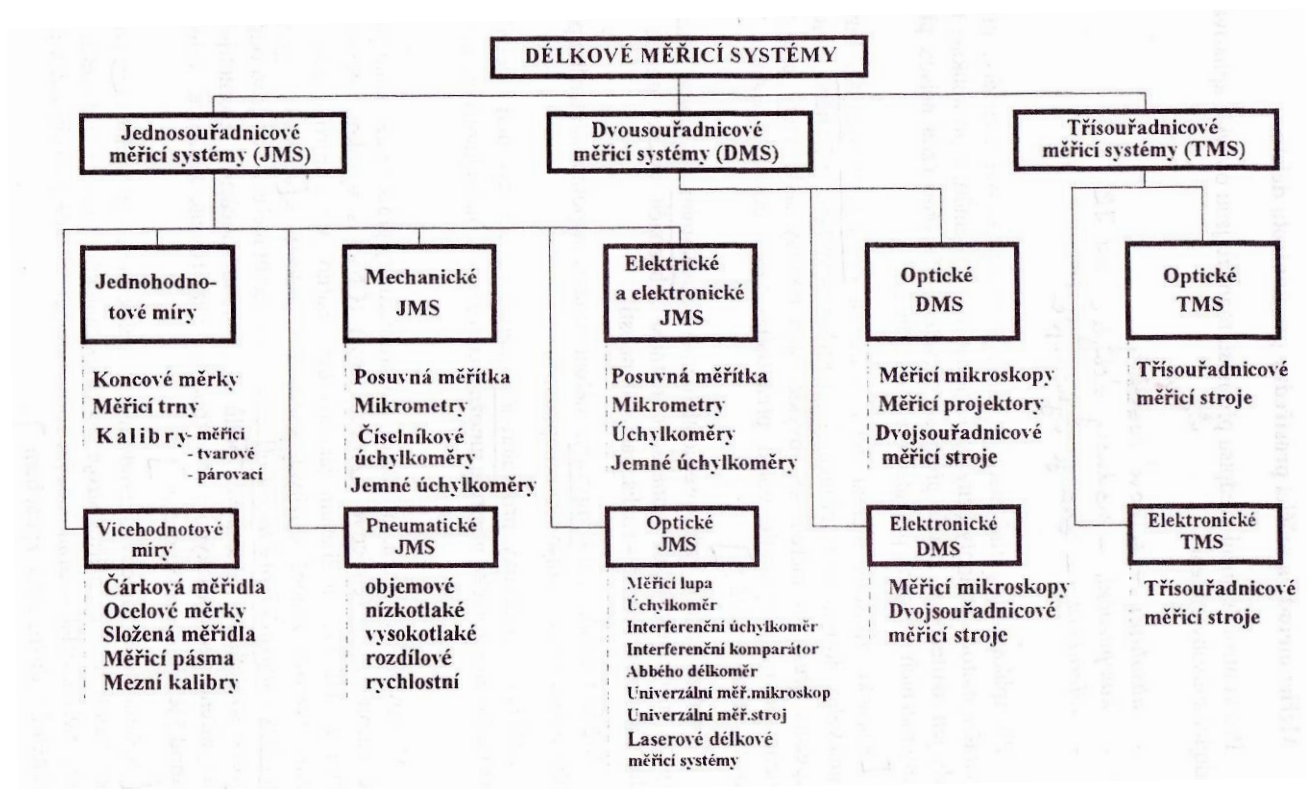 DÉLKOVÉ MĚŘICÍ SYSTÉMY
Jednosouřadnicové
měřicí systémy (JMS)
Dvousouřadnicové
měřicí systémy (DMS)
Třísouřadnicové
měřicí systémy (TMS)
Jednohodno-
tové míry
Koncové měrky
Měřicí trny
Kalibry - měřicí
- tvarové
- párovací
Mechanické
JMS
Posuvná měřítka
Mikrometry
Číselníkové
úchylkoměry
Jemné úchylkoměry
Elektrické
a elektronické
JMS
Posuvná měřítka
Mikrometry
Úchylkoměry
Jemné úchylkoměry
Optické
DMS
Měřicí mikroskopy
Měřicí projektory
Dvojsouřadnicové
měřicí stroje
Optické
TMS
Třísouřadnicové
měřicí stroje
Vícehodnotové
míry
Čárková měřidla
Ocelové měrky
Složená měřidla
Měřicí pásma
Mezní kalibry
Pneumatické
JMS
objemové
nízkotlaké
vysokotlaké
rozdílové
rychlostní
Optické
JMS
Měřicí lupa
Úchylkoměr
Interferenční úchylkoměr
Interferenční komparátor
Abbého délkoměr
Univerzální měř.mikroskop
Univerzální měř.stroj
Laserové délkové
měřicí systémy
Elektronické
DMS
Měřicí mikroskopy
Dvojsouřadnicové
měřicí stroje
Elektronické
TMS
Třísouřadnicové
měřicí stroje